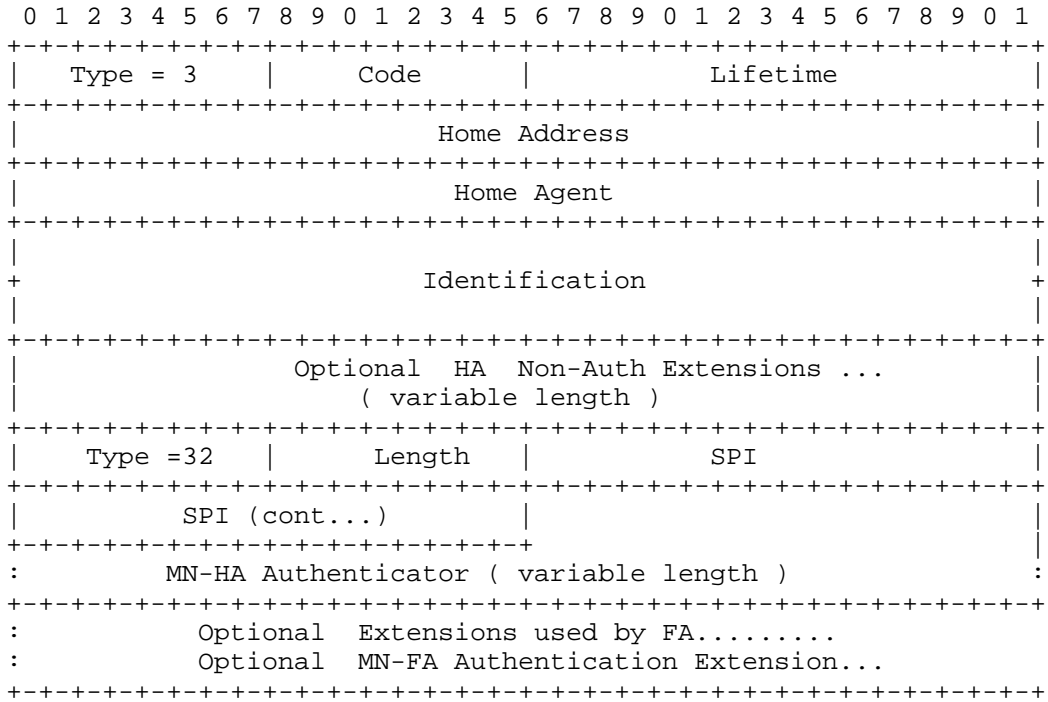 0 1 2 3 4 5 6 7 8 9 0 1 2 3 4 5 6 7 8 9 0 1 2 3 4 5 6 7 8 9 0 1
+-+-+-+-+-+-+-+-+-+-+-+-+-+-+-+-+-+-+-+-+-+-+-+-+-+-+-+-+-+-+-+-+
|   Type = 3    |     Code      |           Lifetime            |
+-+-+-+-+-+-+-+-+-+-+-+-+-+-+-+-+-+-+-+-+-+-+-+-+-+-+-+-+-+-+-+-+
|                          Home Address                         |
+-+-+-+-+-+-+-+-+-+-+-+-+-+-+-+-+-+-+-+-+-+-+-+-+-+-+-+-+-+-+-+-+
|                           Home Agent                          |
+-+-+-+-+-+-+-+-+-+-+-+-+-+-+-+-+-+-+-+-+-+-+-+-+-+-+-+-+-+-+-+-+
|                                                               |
+                         Identification                        +
|                                                               |
+-+-+-+-+-+-+-+-+-+-+-+-+-+-+-+-+-+-+-+-+-+-+-+-+-+-+-+-+-+-+-+-+
|                 Optional  HA  Non-Auth Extensions ...         |
|                     ( variable length )                       |
+-+-+-+-+-+-+-+-+-+-+-+-+-+-+-+-+-+-+-+-+-+-+-+-+-+-+-+-+-+-+-+-+
|    Type =32   |      Length   |           SPI                 |
+-+-+-+-+-+-+-+-+-+-+-+-+-+-+-+-+-+-+-+-+-+-+-+-+-+-+-+-+-+-+-+-+
|          SPI (cont...)        |                               |
+-+-+-+-+-+-+-+-+-+-+-+-+-+-+-+-+                               |
:         MN-HA Authenticator ( variable length )               :
+-+-+-+-+-+-+-+-+-+-+-+-+-+-+-+-+-+-+-+-+-+-+-+-+-+-+-+-+-+-+-+-+
:           Optional  Extensions used by FA.........
:           Optional  MN-FA Authentication Extension...
+-+-+-+-+-+-+-+-+-+-+-+-+-+-+-+-+-+-+-+-+-+-+-+-+-+-+-+-+-+-+-+-+